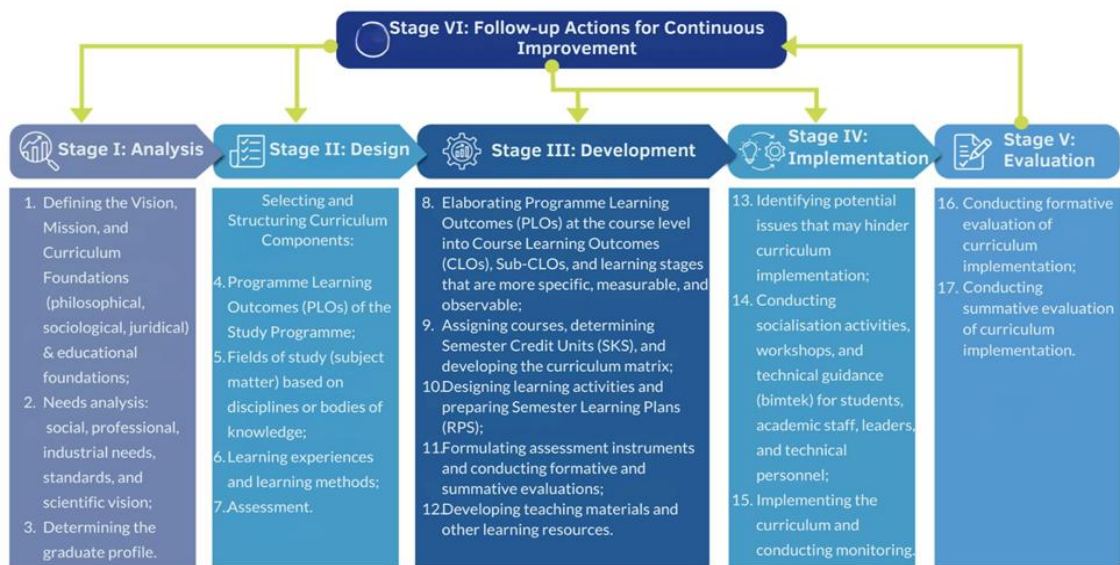 Stage VI: Follow-up Actions for Continuous
Improvement
Stage I: Analysis
1. Defining the Vision,
Mission, and
Curriculum
Foundations
(philophical,
sociological, juridical)
& educational
foundations;
2. Needs analysis:
social, professional,
industrial needs,
standards, and
scientific vision;
3. Determining the
graduate profile.
Stage II: Design
Selecting and
Structuring Curriculum
Components:
4. Programme Learning
Outcomes (PLOs) of the
Study Programme;
5. Fields of study (subject
matter) based on
disciplines or bodies of
knowledge;
6. Learning experiences
and learning methods;
7. Assessment.
Stage III: Development
8. Elaborating Programme Learning
Outcomes (PLOs) at the course level
into Course Learning Outcomes
(CLOs), Sub-CLOs, and learning stages
that are more specific, measurable, and
observable;
9. Assigning courses, determining
Semester Credit Units (SKS), and
developing the curriculum matrix;
10. Designing learning activities and
preparing Semester Learning Plans
(RPS);
11. Formulating assessment instruments
and conducting formative and
summative evaluations;
12. Developing teaching materials and
other learning resources.
Stage IV:
Implementation
13. Identifying potential
issues that may hinder
curriculum
implementation;
14. Conducting
socialisation activities,
workshops, and
technical guidance
(bimtek) for students,
academic staff, leaders,
and technical
personnel;
15. Implementing the
curriculum and
conducting monitoring.
Stage V:
Evaluation
16. Conducting formative
evaluation of
curriculum
implementation;
17. Conducting
summative evaluation
of curriculum
implementation.